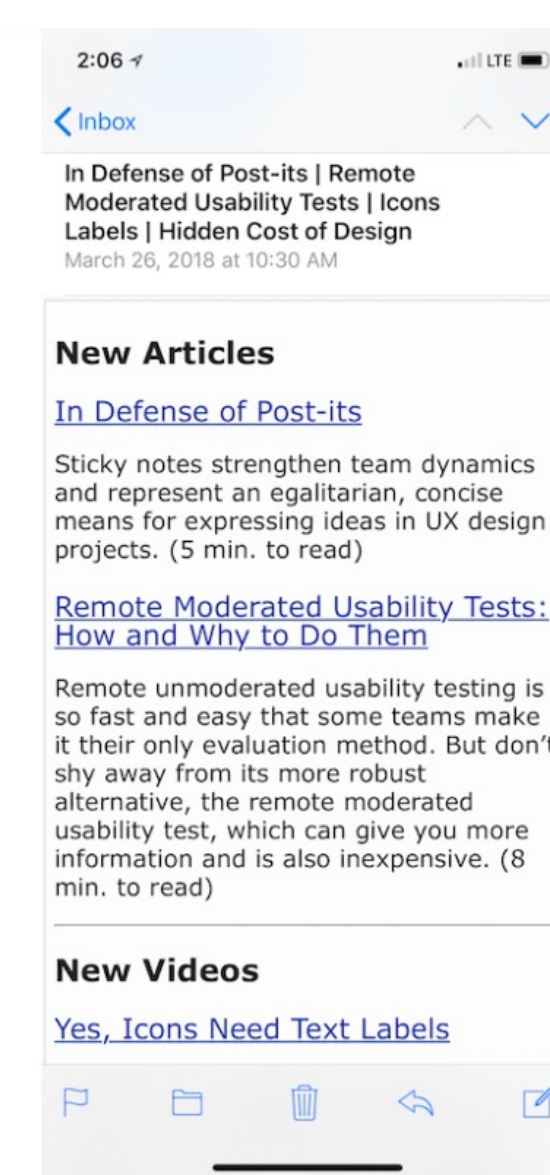 2:06
LTE
Inbox
In Defense of Post-its | Remote
Moderated Usability Tests | Icons
Labels | Hidden Cost of Design
March 26, 2018 at 10:30 AM
New Articles
In Defense of Post-its
Sticky notes strengthen team dynamics
and represent an egalitarian, concise
means for expressing ideas in UX design
projects. (5 min. to read)
Remote Moderated Usability Tests:
How and Why to Do Them
Remote unmoderated usability testing is
so fast and easy that some teams make
it their only evaluation method. But don't
shy away from its more robust
alternative, the remote moderated
usability test, which can give you more
information and is also inexpensive. (8
min. to read)
New Videos
Yes, Icons Need Text Labels